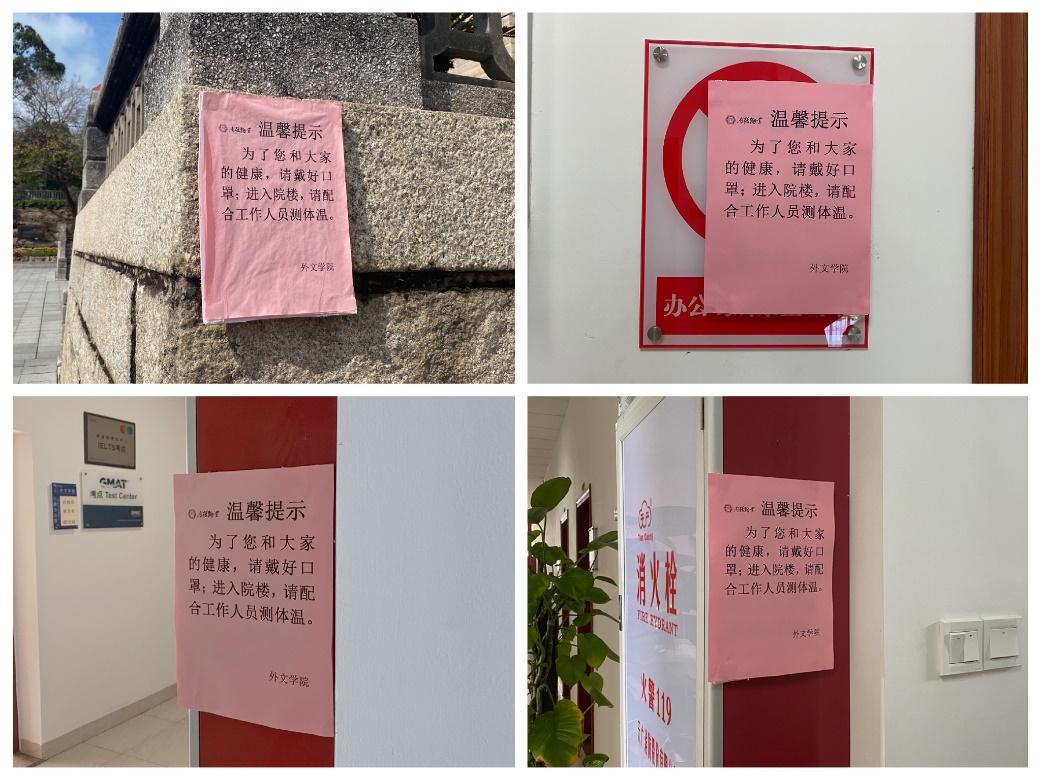 温馨提示
为了您和大家
的健康，请戴好口
罩；进入院楼，请配
合工作人员测体温。
外文学院
温馨提示
为了您和大家
的健康，请戴好口
罩；进入院楼，请配
合工作人员测体温。
外文学院
办公
IELTS考点
GMAT
考点 Test Center
温馨提示
为了您和大家
的健康，请戴好口
罩；进入院楼，请配
合工作人员测体温。
外文学院
消火栓
FIRE HYDRANT
火警119
温馨提示
为了您和大家
的健康，请戴好口
罩；进入院楼，请配
合工作人员测体温。
外文学院